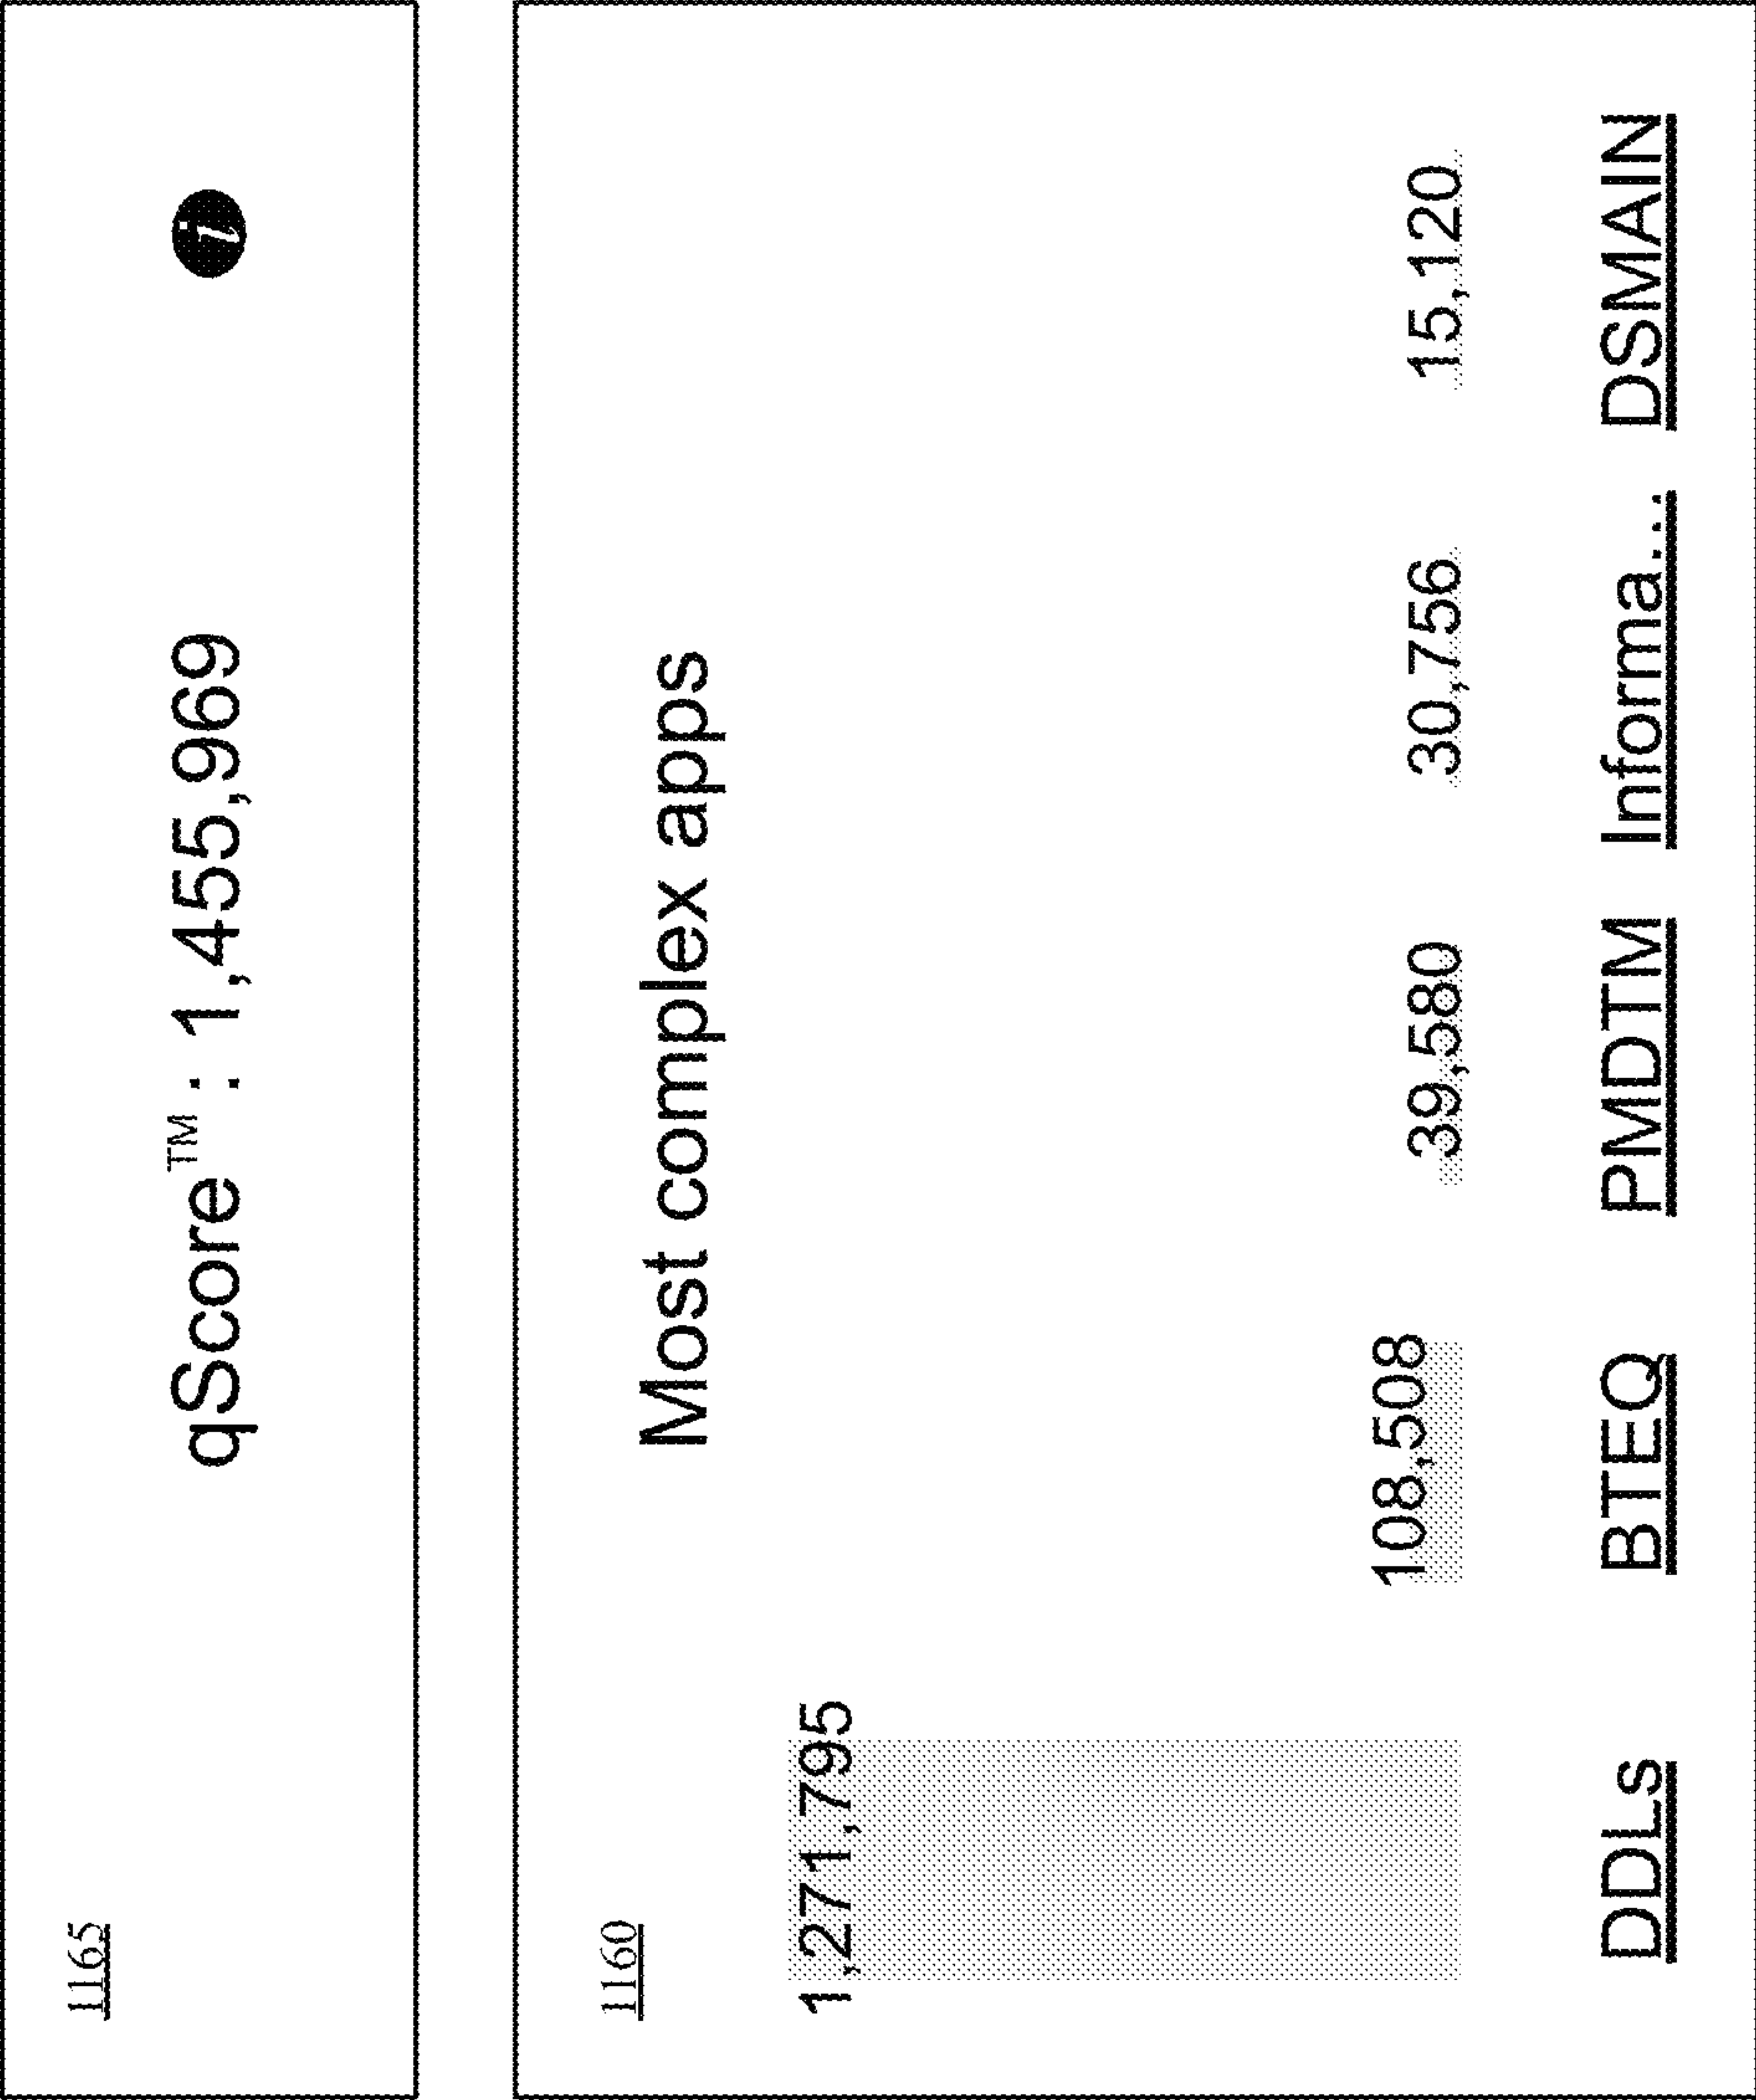 1165
qScore™: 1,455,969
i
1160
Most complex apps
1,271,795
108,508
39,580
30,756
15,120
DDLs BTEQ PMDTM Informa... DSMAIN